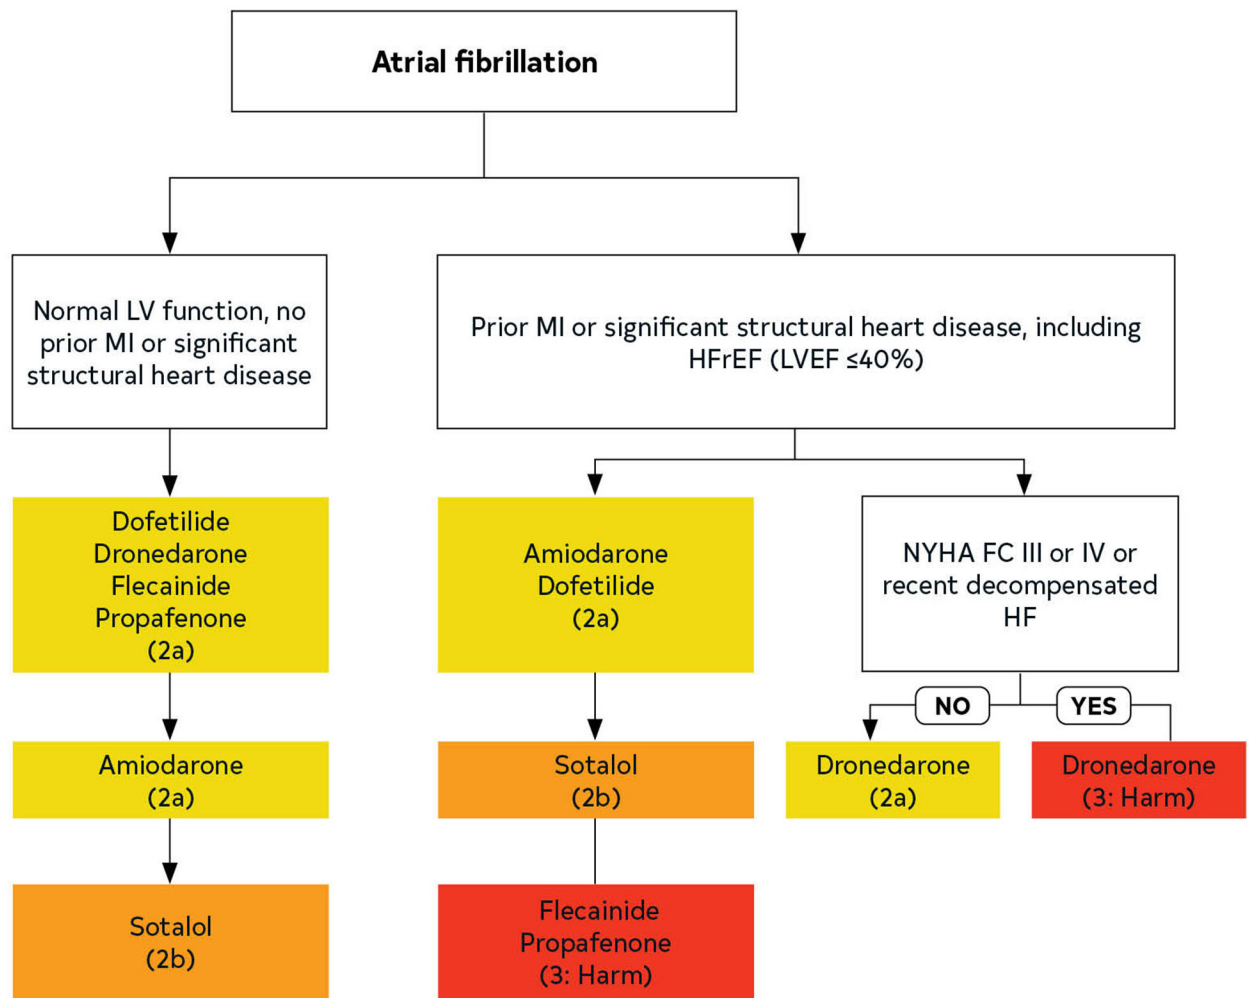 Atrial fibrillation
Normal LV function, no
prior MI or significant
structural heart disease
Prior MI or significant structural heart disease, including
HFrEF (LVEF ≤40%)
Dofetilide
Dronedarone
Flecainide
Propafenone
(2a)
Amiodarone
Dofetilide
(2a)
NYHA FC III or IV or
recent decompensated
HF
NO
YES
Amiodarone
(2a)
Sotalol
(2b)
Dronedarone
(2a)
Dronedarone
(3: Harm)
Sotalol
(2b)
Flecainide
Propafenone
(3: Harm)